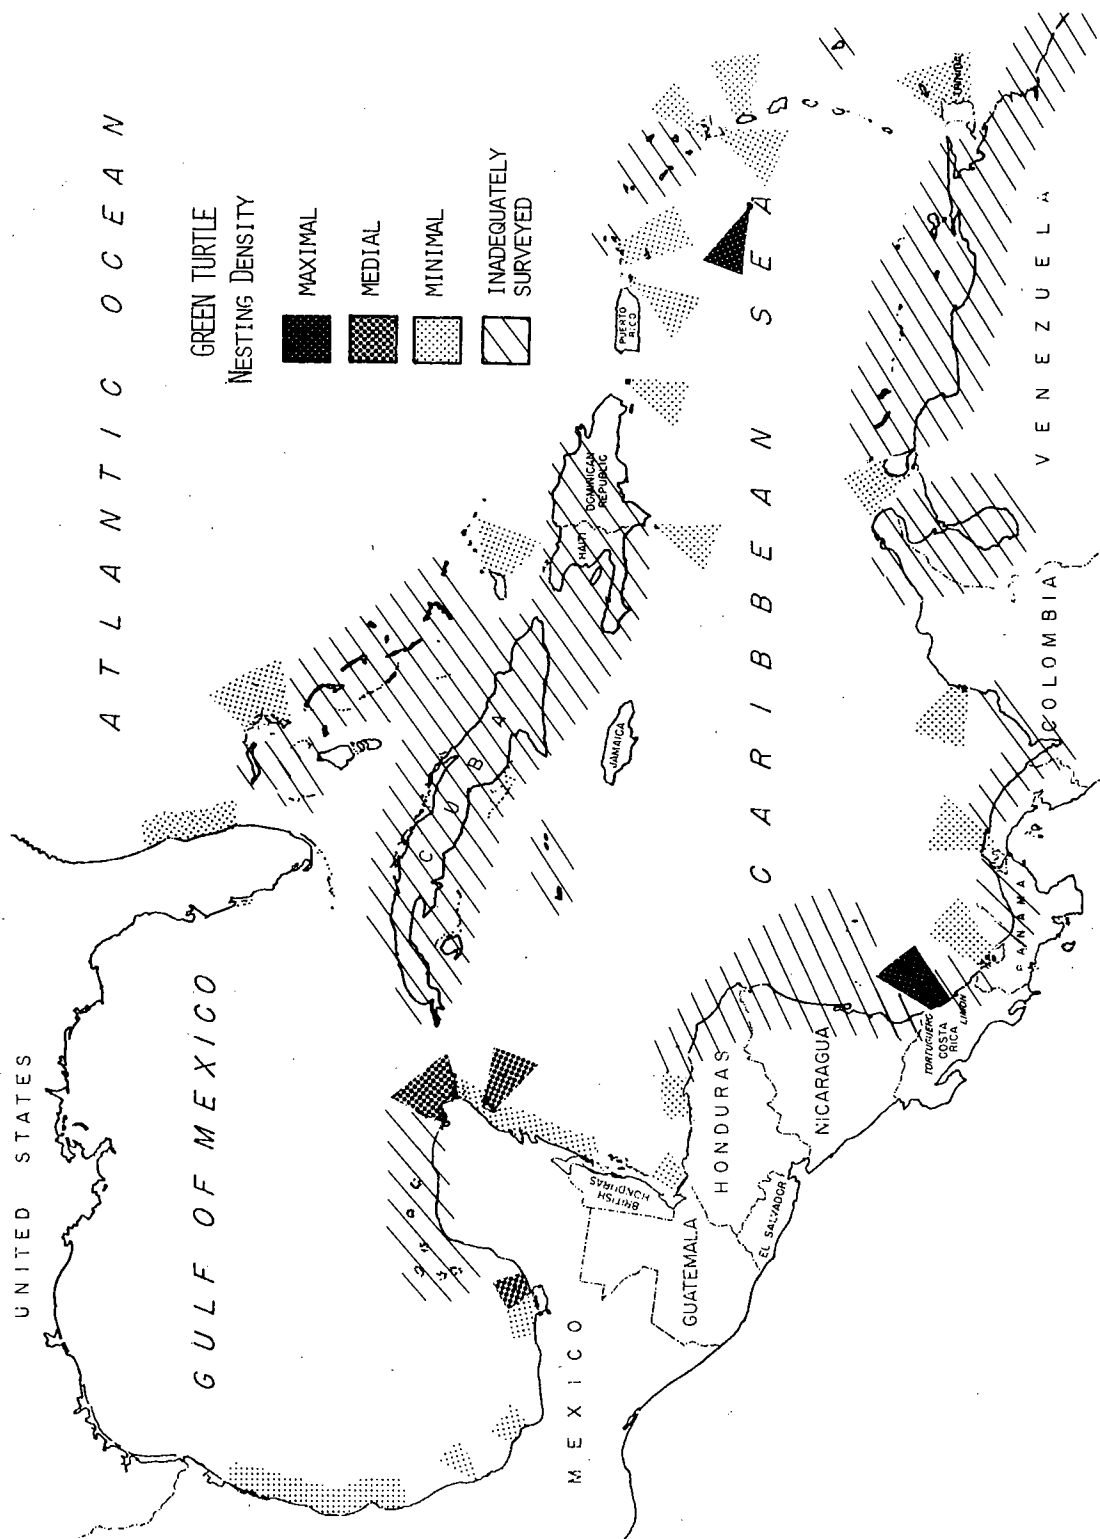 UNITED STATES
ATLANTIC OCEAN
GULF OF MEXICO
GREEN TURTLE
NESTING DENSITY
MAXIMAL
MEDIAL
MINIMAL
INADEQUATELY
SURVEYED
CUBA
MEXICO
BRITISH
HONDURAS
GUATEMALA
HONDURAS
EL SALVADOR
NICARAGUA
TORTUGUERO
COSTA
RICA
LIMON
PANAMA
JAMAICA
HAITI
DOMINICAN
REPUBLIC
PUERTO
RICO
CARIBBEAN SEA
COLOMBIA
VENEZUELA
TRINIDAD